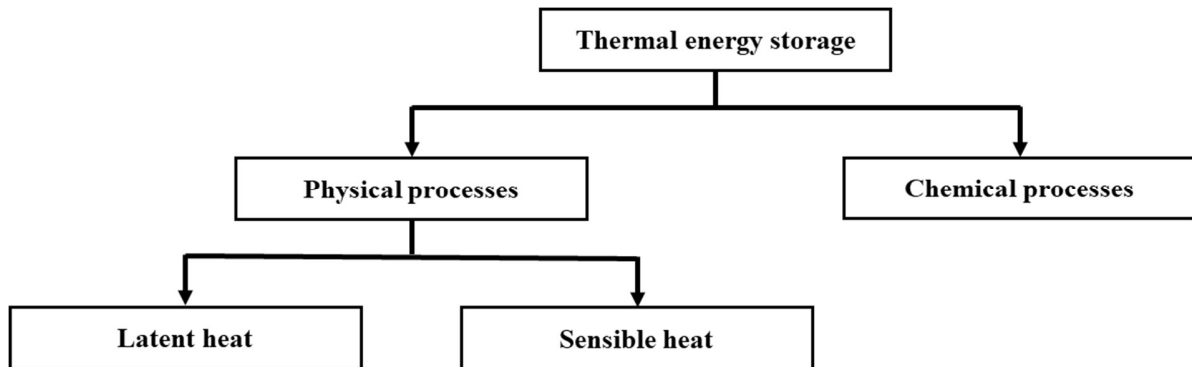 Thermal energy storage
Physical processes
Chemical processes
Latent heat
Sensible heat